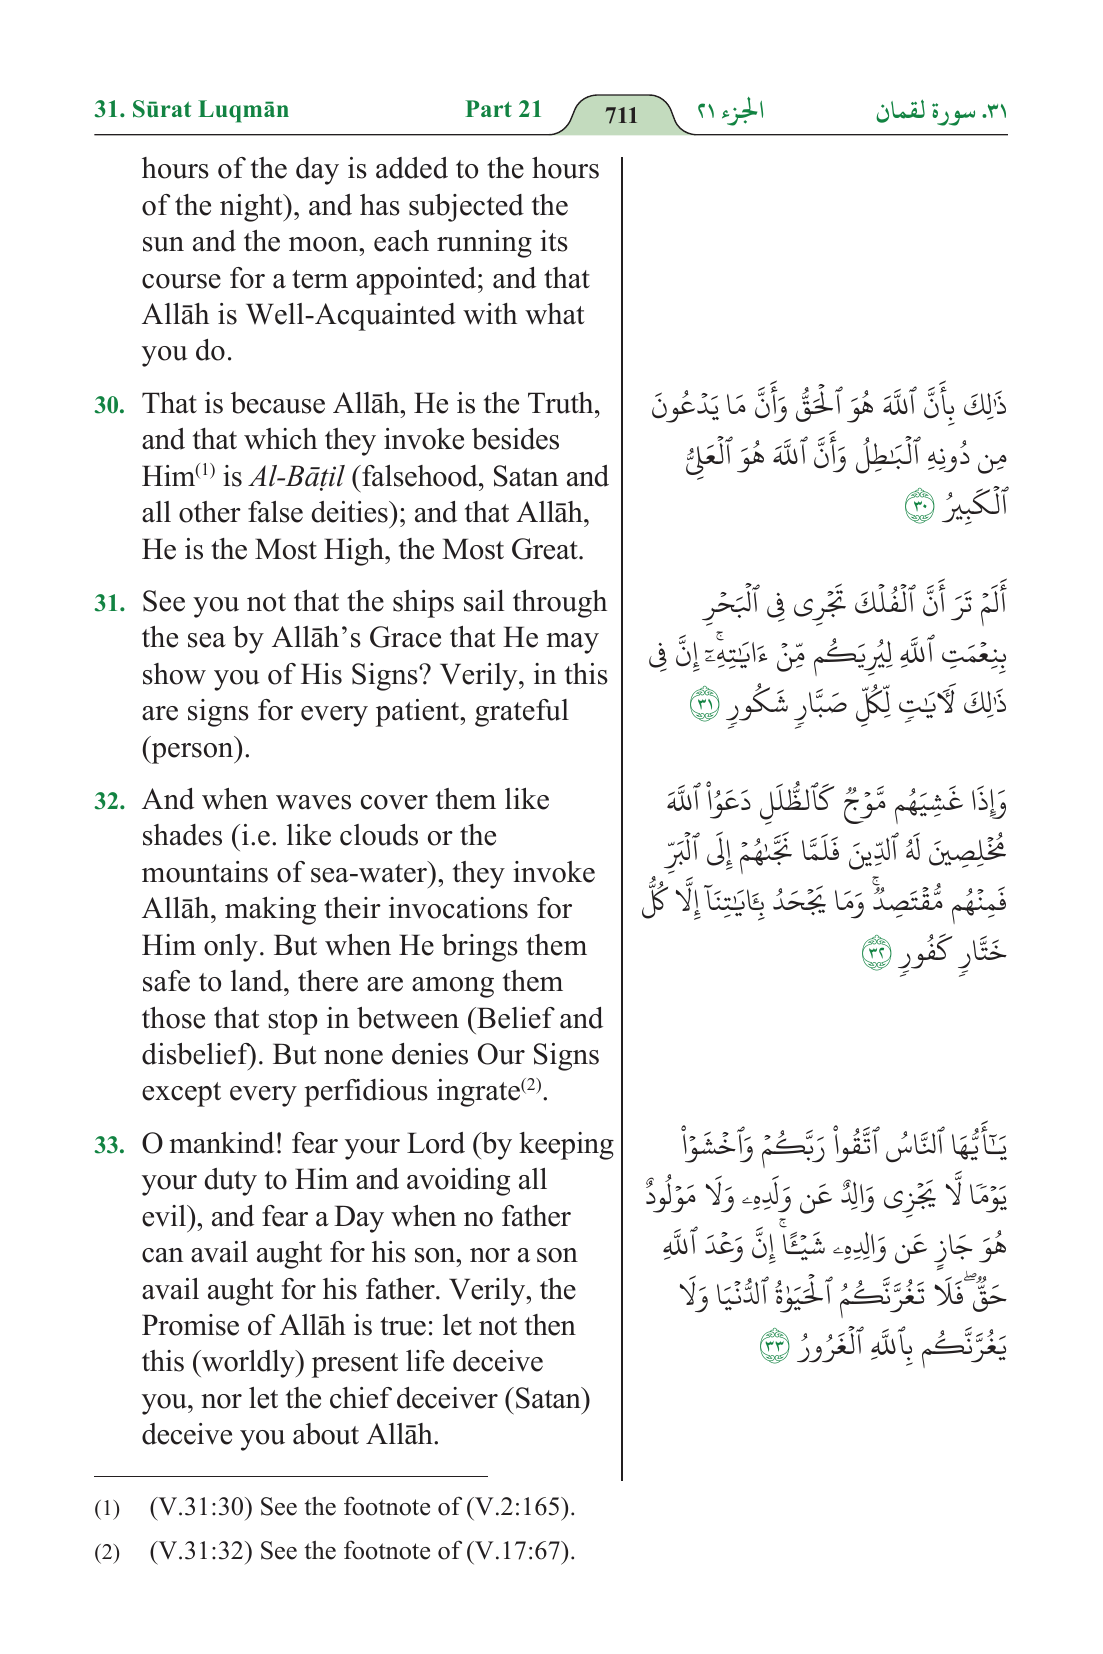 31. Sūrat Luqmān Part 21 711 الجزء ٢١ ٣١. سورة لقمان
hours of the day is added to the hours
of the night), and has subjected the
sun and the moon, each running its
course for a term appointed; and that
Allāh is Well-Acquainted with what
you do.
30. That is because Allāh, He is the Truth,
and that which they invoke besides
Him(1) is Al-Bāṭil (falsehood, Satan and
all other false deities); and that Allāh,
He is the Most High, the Most Great.
31. See you not that the ships sail through
the sea by Allāh’s Grace that He may
show you of His Signs? Verily, in this
are signs for every patient, grateful
(person).
32. And when waves cover them like
shades (i.e. like clouds or the
mountains of sea-water), they invoke
Allāh, making their invocations for
Him only. But when He brings them
safe to land, there are among them
those that stop in between (Belief and
disbelief). But none denies Our Signs
except every perfidious ingrate(2).
33. O mankind! fear your Lord (by keeping
your duty to Him and avoiding all
evil), and fear a Day when no father
can avail aught for his son, nor a son
avail aught for his father. Verily, the
Promise of Allāh is true: let not then
this (worldly) present life deceive
you, nor let the chief deceiver (Satan)
deceive you about Allāh.
ذَٰلِكَ بِأَنَّ ٱللَّهَ هُوَ ٱلۡحَقُّ وَأَنَّ مَا يَدۡعُونَ
مِن دُونِهِ ٱلۡبَٰطِلُ وَأَنَّ ٱللَّهَ هُوَ ٱلۡعَلِيُّ
ٱلۡكَبِيرُ ٣٠
أَلَمۡ تَرَ أَنَّ ٱلۡفُلۡكَ تَجۡرِي فِي ٱلۡبَحۡرِ
بِنِعۡمَتِ ٱللَّهِ لِيُرِيَكُم مِّنۡ ءَايَٰتِهِۦٓۚ إِنَّ فِي
ذَٰلِكَ لَأٓيَٰتٖ لِّكُلِّ صَبَّارٖ شَكُورٖ ٣١
وَإِذَا غَشِيَهُم مَّوۡجٞ كَٱلظُّلَلِ دَعَوُاْ ٱللَّهَ
مُخۡلِصِينَ لَهُ ٱلدِّينَ فَلَمَّا نَجَّىٰهُمۡ إِلَى ٱلۡبَرِّ
فَمِنۡهُم مُّقۡتَصِدٞۚ وَمَا يَجۡحَدُ بِـَٔايَٰتِنَآ إِلَّا كُلُّ
خَتَّارٖ كَفُورٖ ٣٢
يَٰٓأَيُّهَا ٱلنَّاسُ ٱتَّقُواْ رَبَّكُمۡ وَٱخۡشَوۡاْ
يَوۡمٗا لَّا يَجۡزِي وَالِدٌ عَن وَلَدِهِۦ وَلَا مَوۡلُودٌ
هُوَ جَازٍ عَن وَالِدِهِۦ شَيۡـًٔاۚ إِنَّ وَعۡدَ ٱللَّهِ
حَقّٞۖ فَلَا تَغُرَّنَّكُمُ ٱلۡحَيَوٰةُ ٱلدُّنۡيَا وَلَا
يَغُرَّنَّكُم بِٱللَّهِ ٱلۡغَرُورُ ٣٣
(1) (V.31:30) See the footnote of (V.2:165).
(2) (V.31:32) See the footnote of (V.17:67).